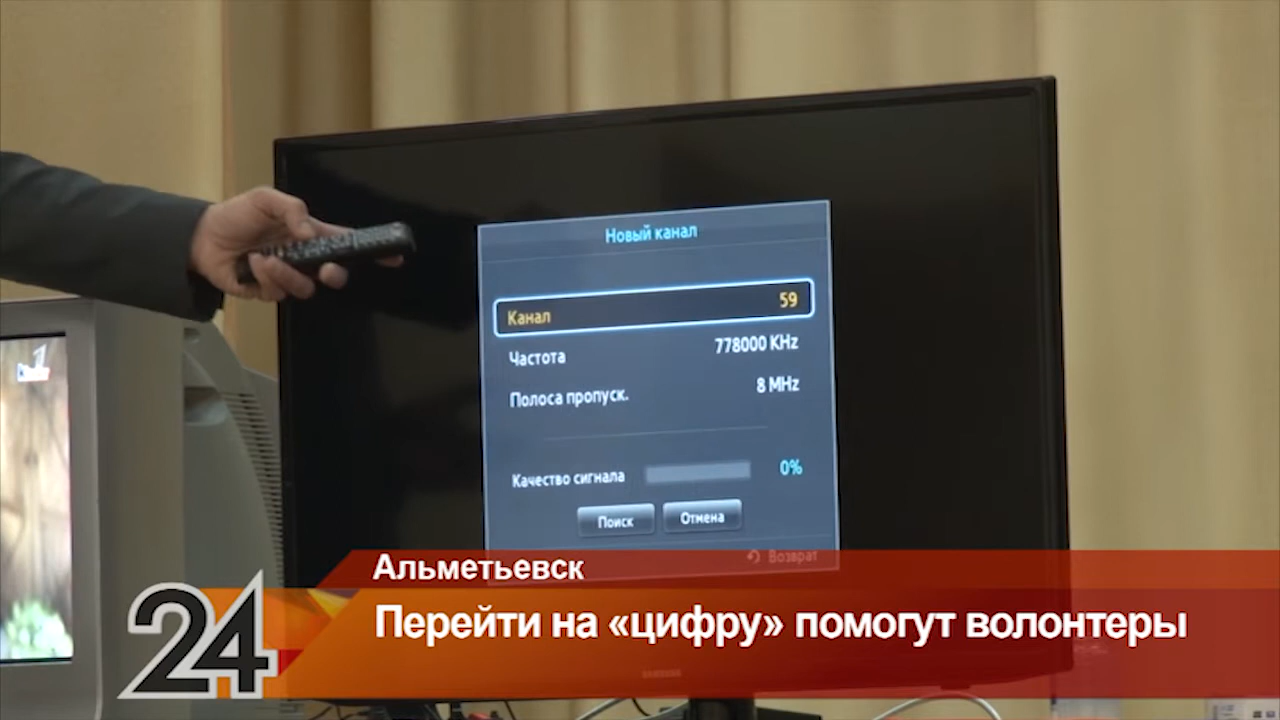 Новый канал
Канал 59
Частота 778000 KHz
Полоса пропуск. 8 MHz
Качество сигнала 0%
Поиск Отмена
Возврат
Альметьевск
24 Перейти на «цифру» помогут волонтеры
SAMSUNG